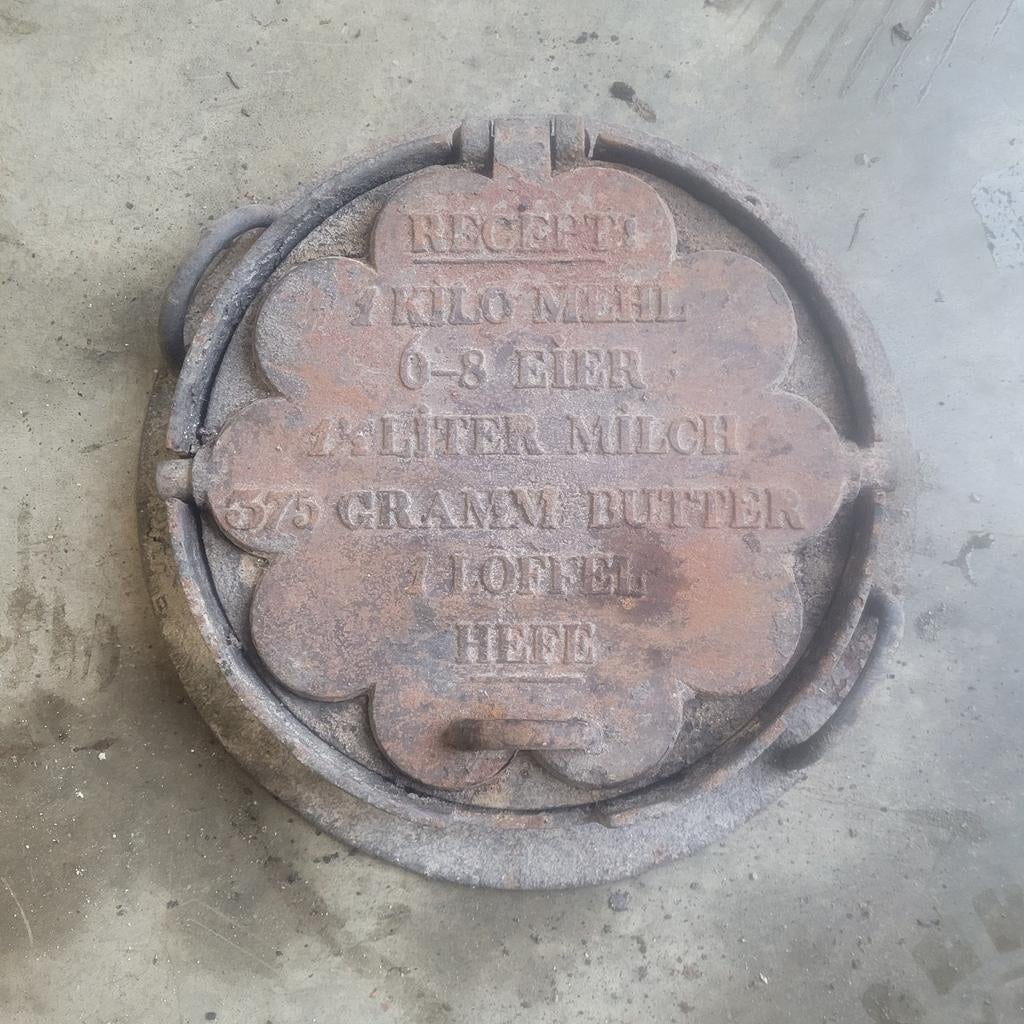 RECEPT:
1 KILO MEHL
6-8 EIER
1¼ LITER MILCH
375 GRAMM BUTTER
1 LÖFFEL
HEFE